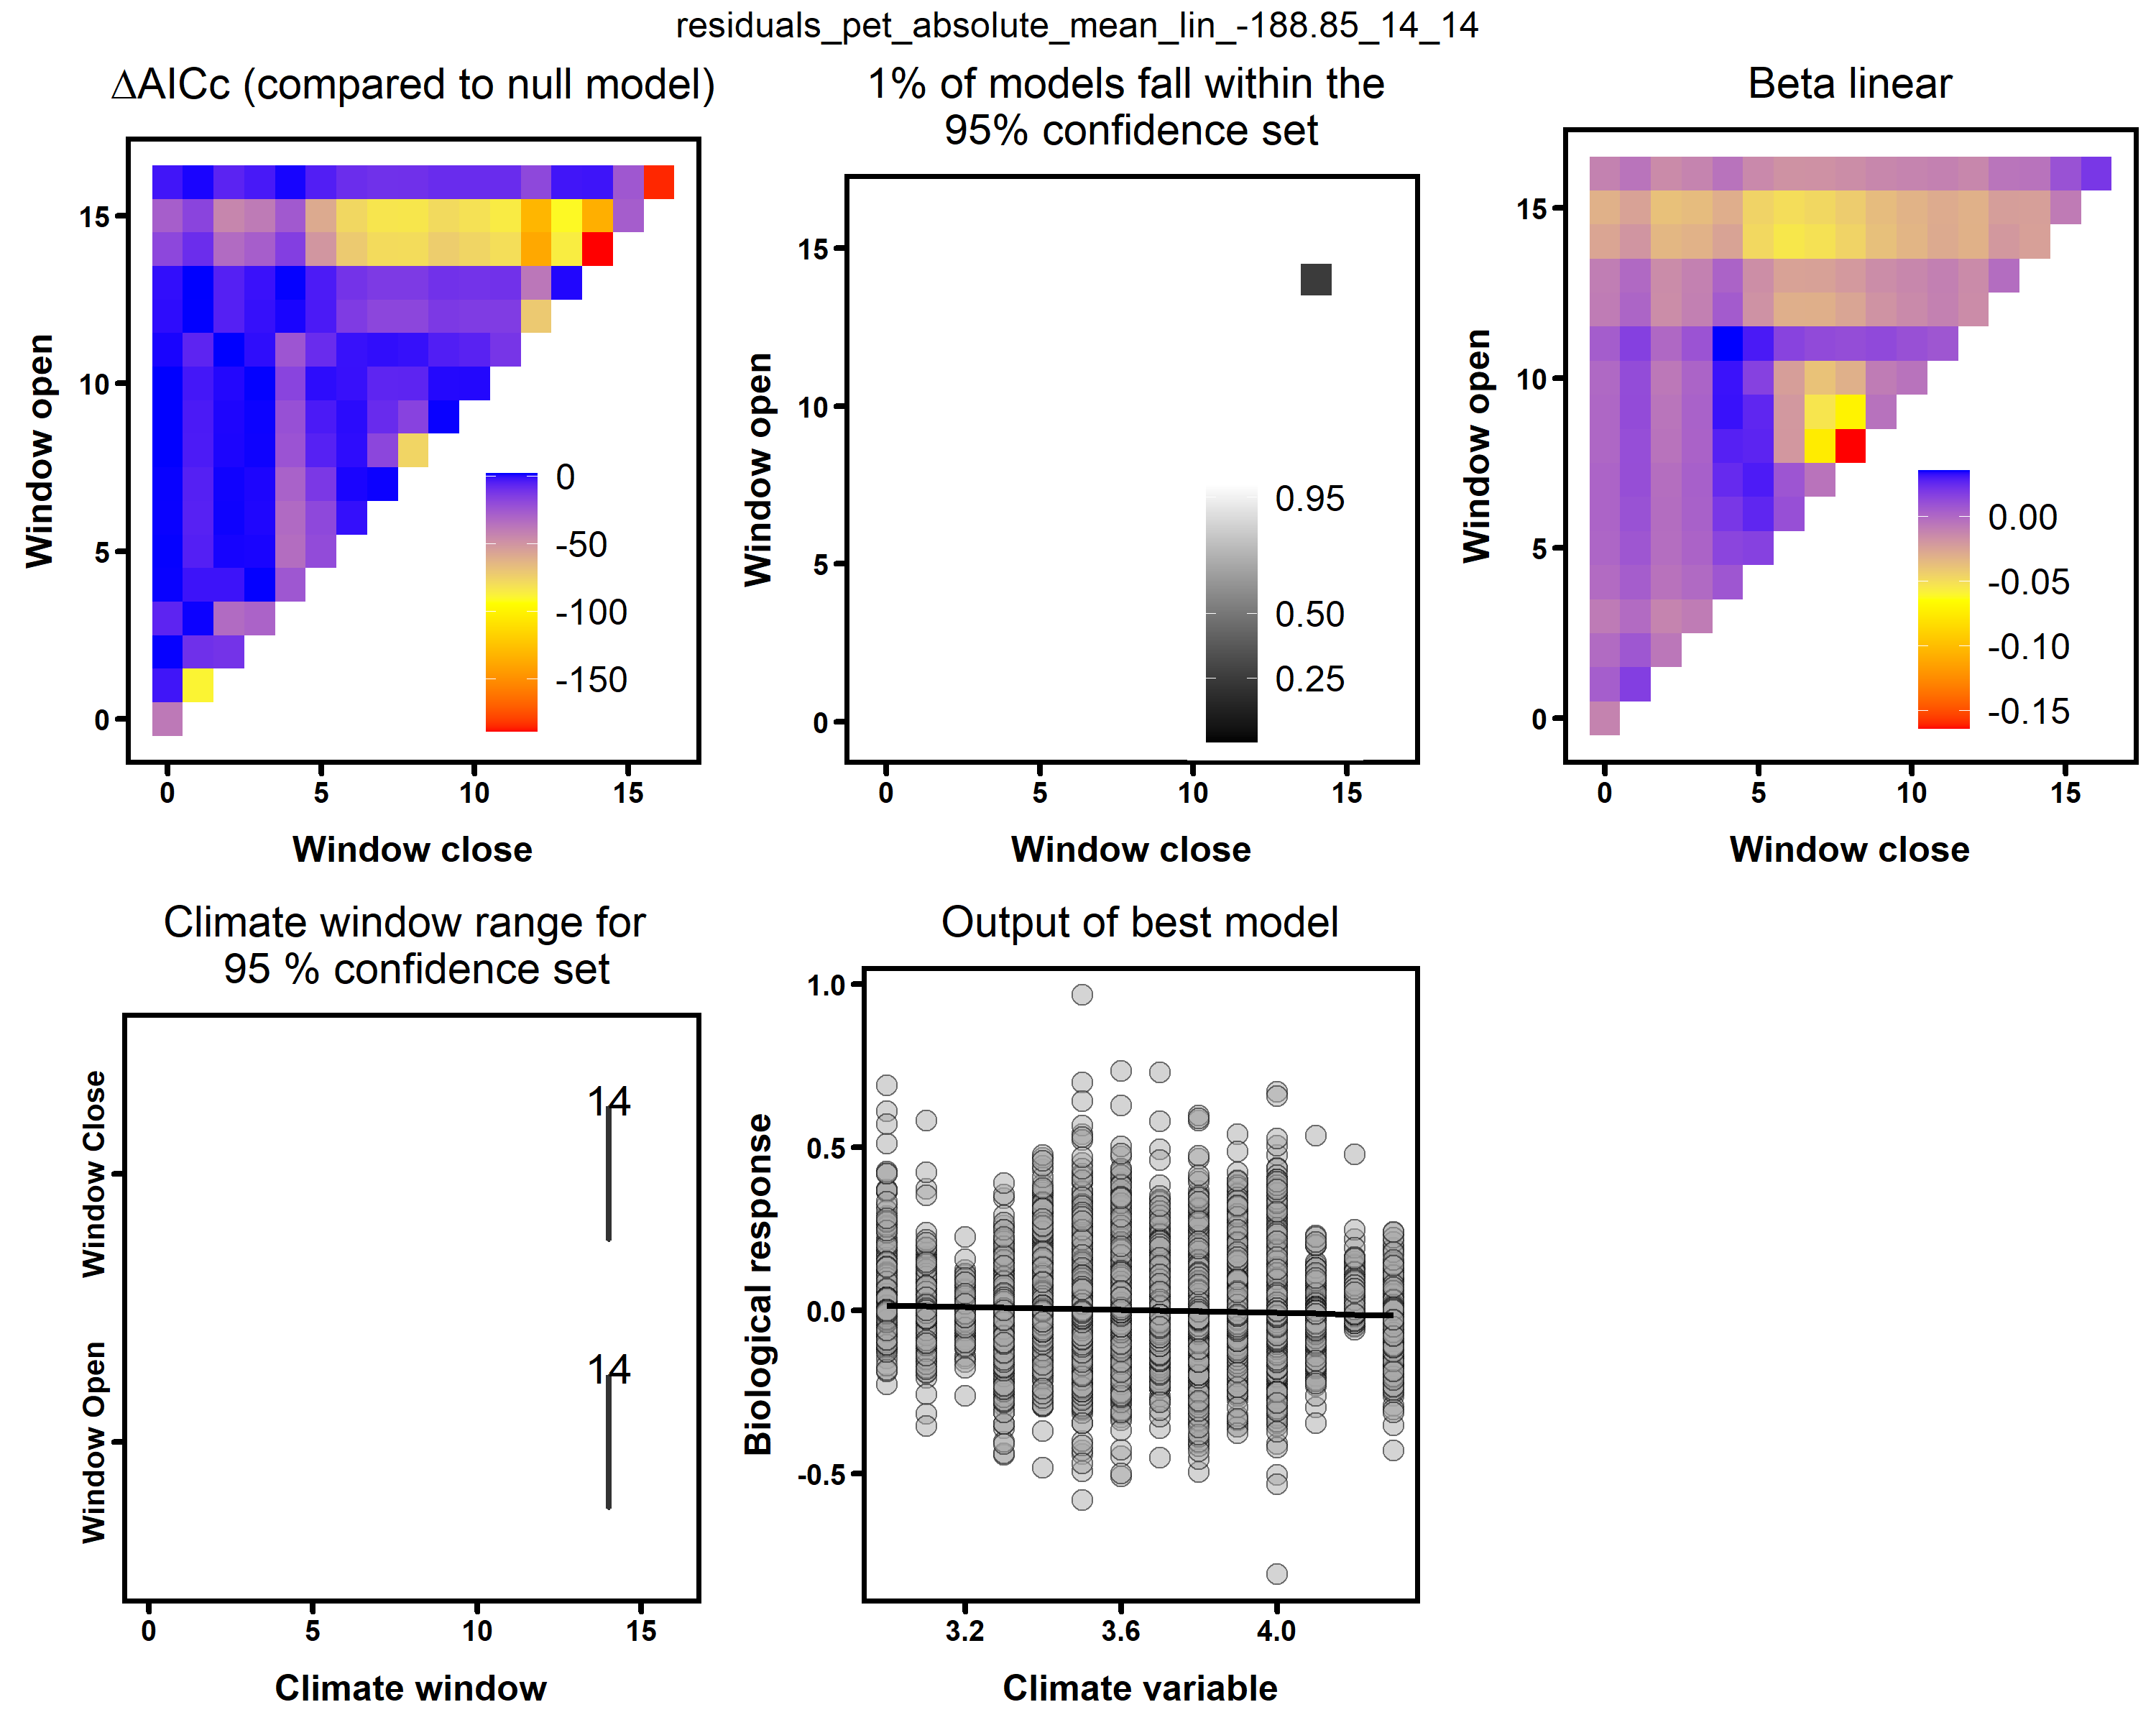 residuals_pet_absolute_mean_lin_-188.85_14_14
ΔAICc (compared to null model)
Window open
15
10
5
0
0
-50
-100
-150
0
5
10
15
Window close
1% of models fall within the
95% confidence set
Window open
15
10
5
0
0.95
0.50
0.25
0
5
10
15
Window close
Beta linear
Window open
15
10
5
0
0.00
-0.05
-0.10
-0.15
0
5
10
15
Window close
Climate window range for
95 % confidence set
Window Close
Window Open
14
14
0
5
10
15
Climate window
Output of best model
Biological response
1.0
0.5
0.0
-0.5
3.2
3.6
4.0
Climate variable